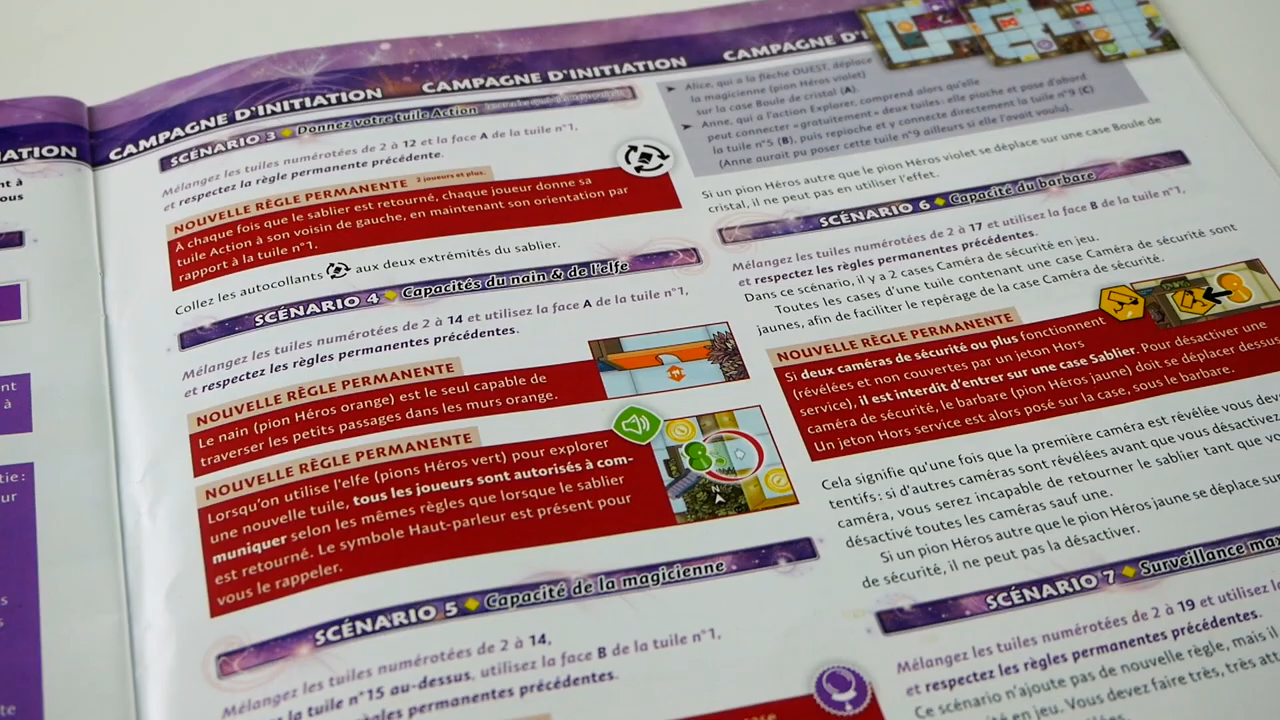 IATION
nt à
ous
nt
à
tie :
ur
s
s
te
CAMPAGNE D'INITIATION CAMPAGNE D'INITIATION CAMPAGNE D'I
SCÉNARIO 3 ◆ Donnez votre tuile Action
Mélangez les tuiles numérotées de 2 à 12 et la face A de la tuile n°1,
et respectez la règle permanente précédente.
NOUVELLE RÈGLE PERMANENTE 2 joueurs et plus.
À chaque fois que le sablier est retourné, chaque joueur donne sa
tuile Action à son voisin de gauche, en maintenant son orientation par
rapport à la tuile n°1.
Collez les autocollants aux deux extrémités du sablier.
SCÉNARIO 4 ◆ Capacités du nain & de l'elfe
Mélangez les tuiles numérotées de 2 à 14 et utilisez la face A de la tuile n°1,
et respectez les règles permanentes précédentes.
NOUVELLE RÈGLE PERMANENTE
Le nain (pion Héros orange) est le seul capable de
traverser les petits passages dans les murs orange.
NOUVELLE RÈGLE PERMANENTE
Lorsqu'on utilise l'elfe (pions Héros vert) pour explorer
une nouvelle tuile, tous les joueurs sont autorisés à com-
muniquer selon les mêmes règles que lorsque le sablier
est retourné. Le symbole Haut-parleur est présent pour
vous le rappeler.
N
SCÉNARIO 5 ◆ Capacité de la magicienne
Mélangez les tuiles numérotées de 2 à 14,
la tuile n°15 au-dessus, utilisez la face B de la tuile n°1,
règles permanentes précédentes.
➤ Alice, qui a la flèche OUEST, déplace
la magicienne (pion Héros violet)
sur la case Boule de cristal (A).
➤ Anne, qui a l'action Explorer, comprend alors qu'elle
peut connecter «gratuitement» deux tuiles : elle pioche et pose d'abord
la tuile n°5 (B), puis repioche et y connecte directement la tuile n°9 (C)
(Anne aurait pu poser cette tuile n°9 ailleurs si elle l'avait voulu).
Si un pion Héros autre que le pion Héros violet se déplace sur une case Boule de
cristal, il ne peut pas en utiliser l'effet.
SCÉNARIO 6 ◆ Capacité du barbare
Mélangez les tuiles numérotées de 2 à 17 et utilisez la face B de la tuile n°1,
et respectez les règles permanentes précédentes.
Dans ce scénario, il y a 2 cases Caméra de sécurité en jeu.
Toutes les cases d'une tuile contenant une case Caméra de sécurité sont
jaunes, afin de faciliter le repérage de la case Caméra de sécurité.
NOUVELLE RÈGLE PERMANENTE
Si deux caméras de sécurité ou plus fonctionnent
(révélées et non couvertes par un jeton Hors
service), il est interdit d'entrer sur une case Sablier. Pour désactiver une
caméra de sécurité, le barbare (pion Héros jaune) doit se déplacer dessus
Un jeton Hors service est alors posé sur la case, sous le barbare.
Cela signifie qu'une fois que la première caméra est révélée vous dev
tentifs : si d'autres caméras sont révélées avant que vous désactivez
caméra, vous serez incapable de retourner le sablier tant que vo
désactivé toutes les caméras sauf une.
Si un pion Héros autre que le pion Héros jaune se déplace sur
de sécurité, il ne peut pas la désactiver.
SCÉNARIO 7 ◆ Surveillance max
Mélangez les tuiles numérotées de 2 à 19 et utilisez l
et respectez les règles permanentes précédentes.
Ce scénario n'ajoute pas de nouvelle règle, mais il
en jeu. Vous devez faire très, très att